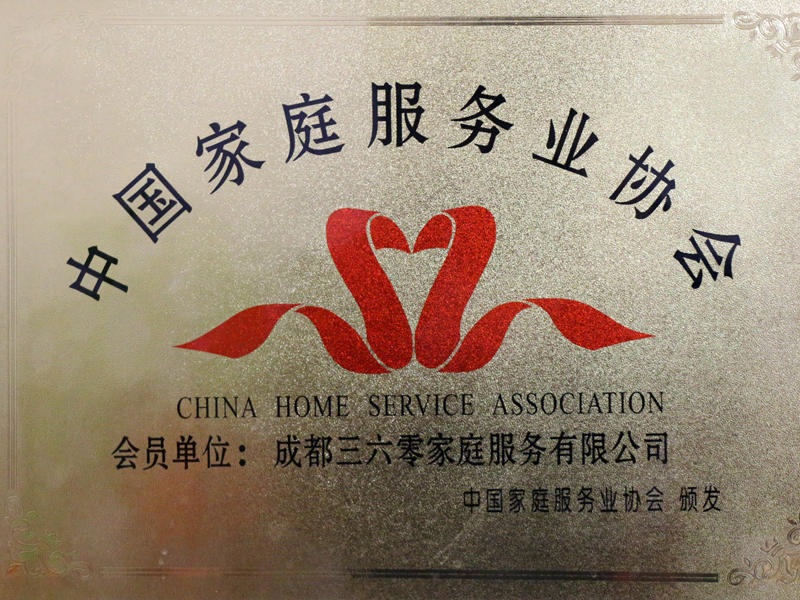 中国家庭服务业协会
CHINA HOME SERVICE ASSOCIATION
会员单位：成都三六零家庭服务有限公司
中国家庭服务业协会 颁发